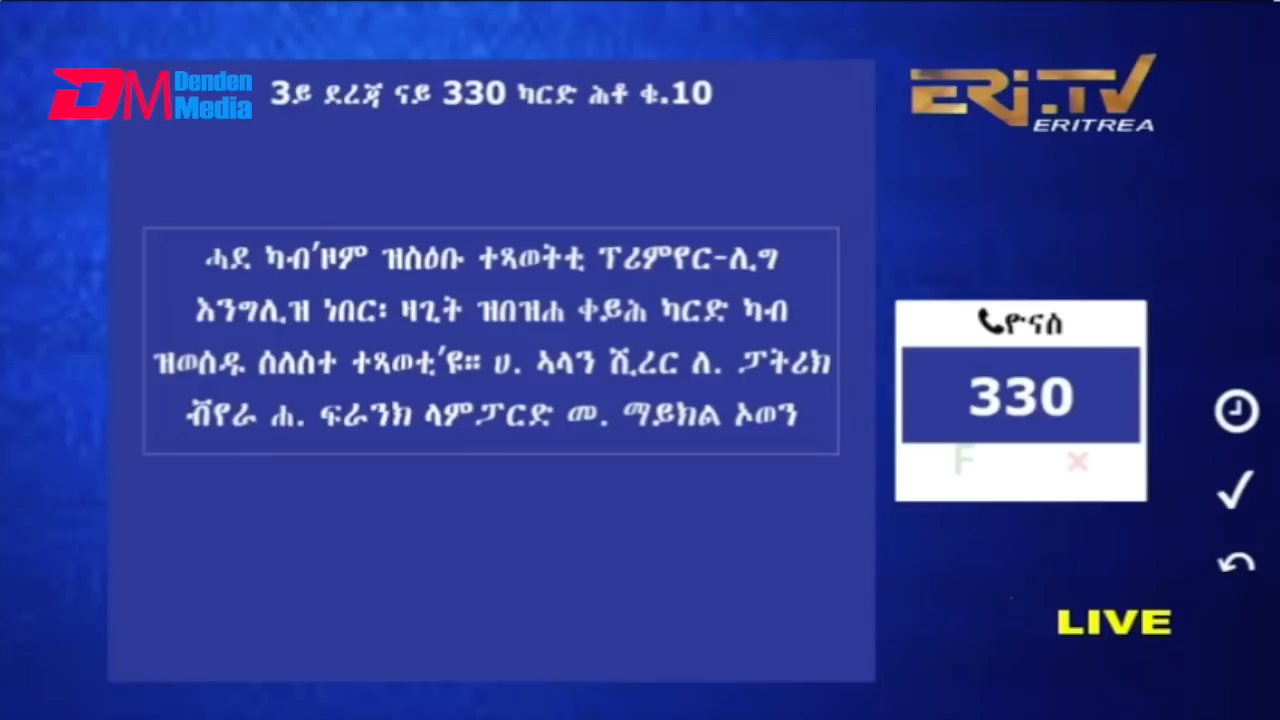 DM Denden Media
3ይ ደረጃ ናይ 330 ካርድ ሕቶ ቁ.10
ERi.TV
ERITREA
ሓደ ካብ'ዞም ዝስዕቡ ተጻወትቲ ፕሪምየር-ሊግ
እንግሊዝ ነበር፡ ዛጊት ዝበዝሐ ቀይሕ ካርድ ካብ
ዝወሰዱ ሰለስተ ተጻወቲ'ዩ። ሀ. ኣላን ሺረር ለ. ፓትሪክ
ቭየራ ሐ. ፍራንክ ላምፓርድ መ. ማይክል ኦወን
ዮናስ
330
F ×
LIVE